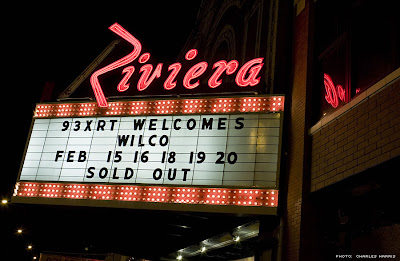 Riviera
93XRT WELCOMES
WILCO
FEB 15 16 18 19 20
SOLD OUT
PHOTO: CHARLES HARRIS